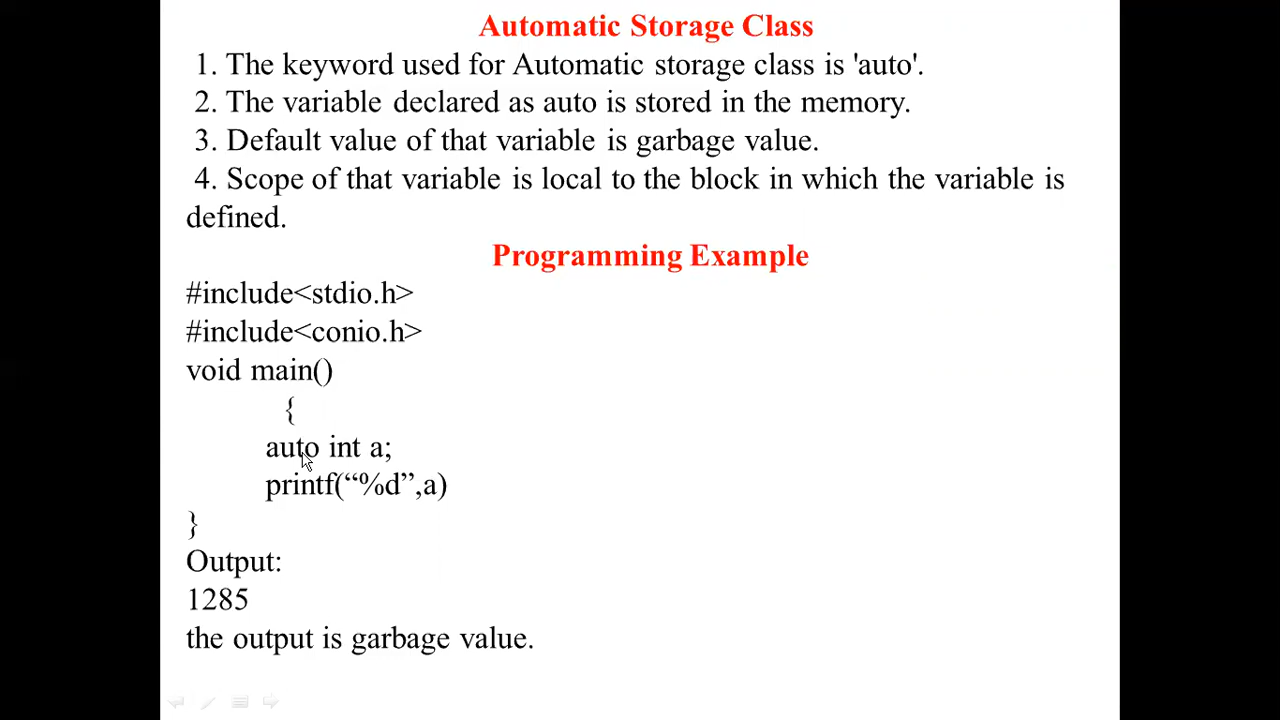 Automatic Storage Class
1. The keyword used for Automatic storage class is 'auto'.
2. The variable declared as auto is stored in the memory.
3. Default value of that variable is garbage value.
4. Scope of that variable is local to the block in which the variable is
defined.
Programming Example
#include<stdio.h>
#include<conio.h>
void main()
{
auto int a;
printf(“%d”,a)
}
Output:
1285
the output is garbage value.